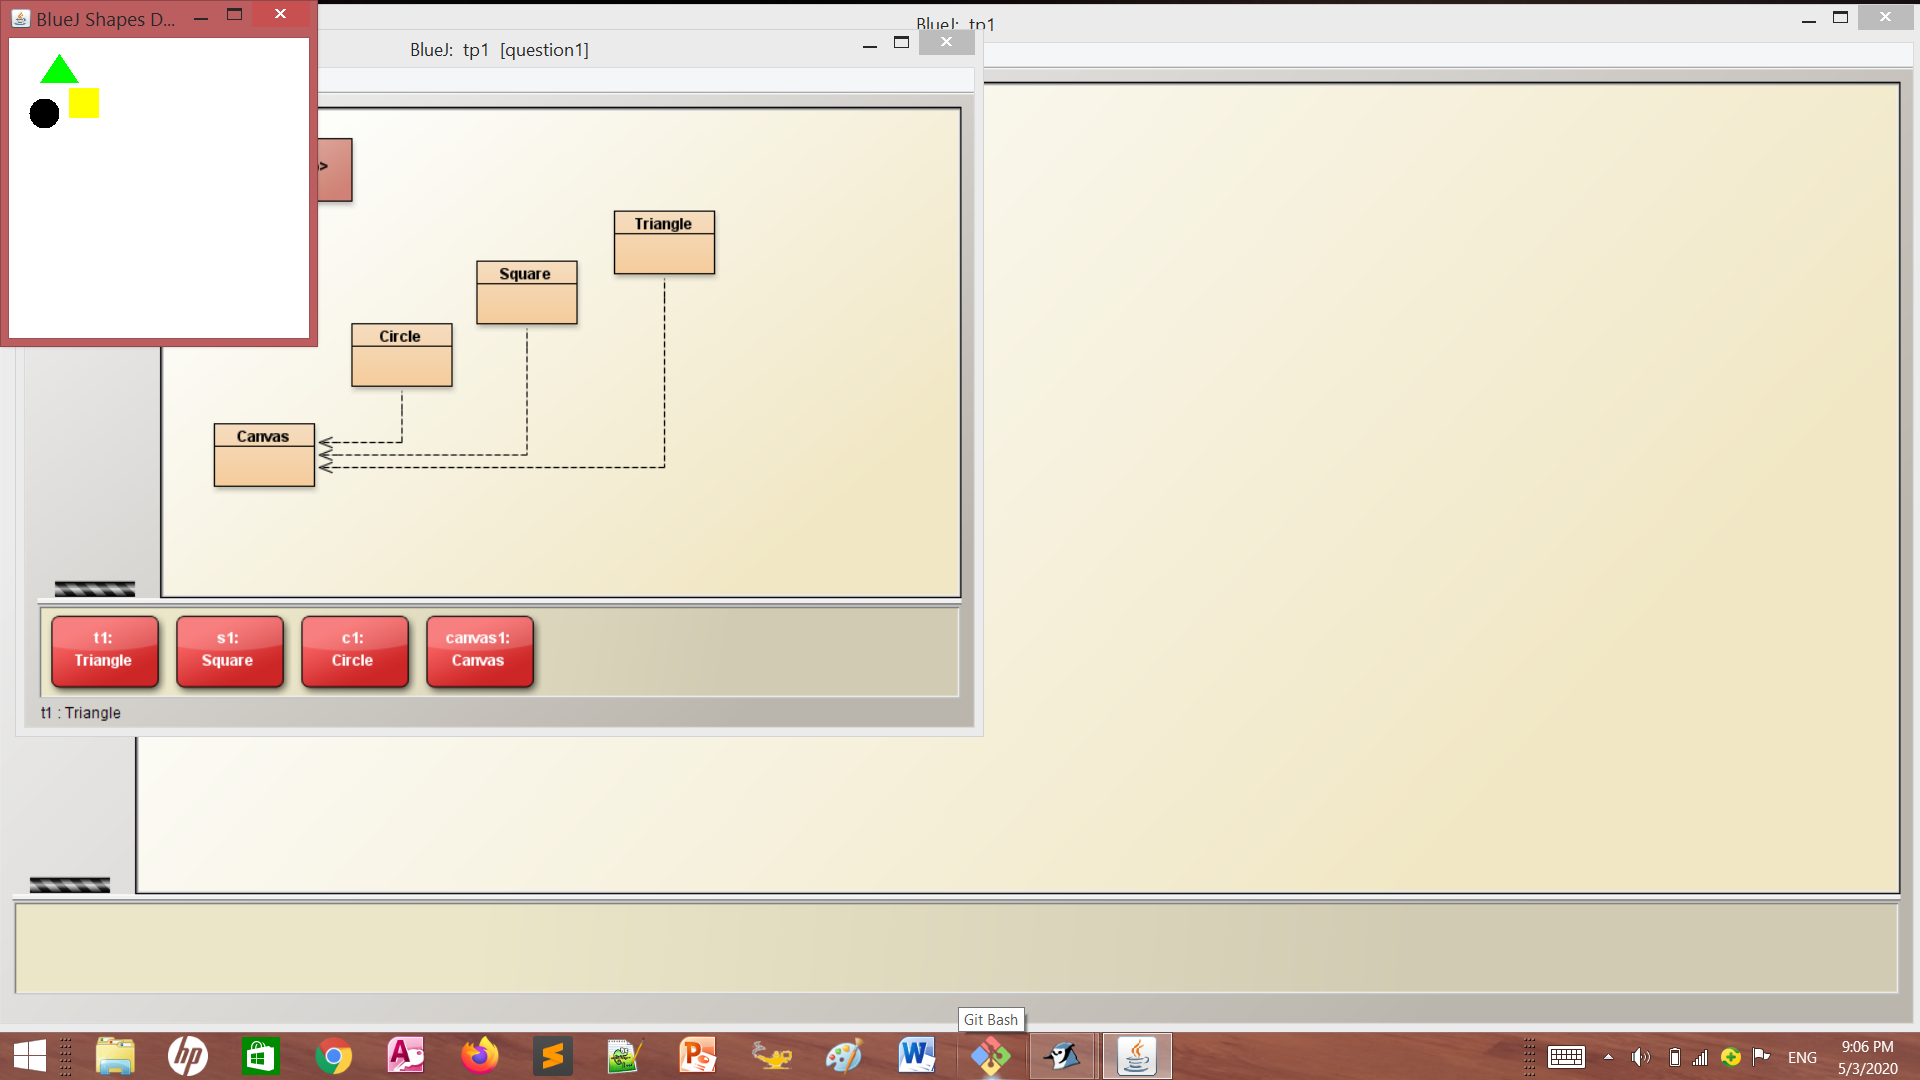 BlueJ Shapes D...
BlueJ: tp1
BlueJ: tp1 [question1]
>
Triangle
Square
Circle
Canvas
t1:
Triangle
s1:
Square
c1:
Circle
canvas1:
Canvas
t1 : Triangle
Git Bash
ENG
9:06 PM
5/3/2020